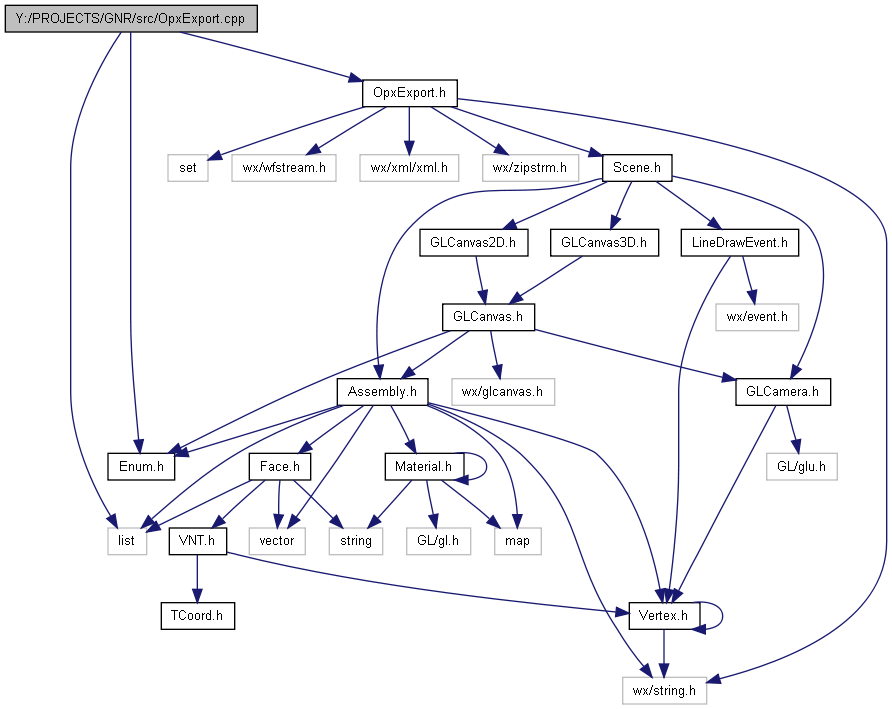 Y:/PROJECTS/GNR/src/OpxExport.cpp
OpxExport.h
set
wx/wfstream.h
wx/xml/xml.h
wx/zipstrm.h
Scene.h
GLCanvas2D.h
GLCanvas3D.h
LineDrawEvent.h
GLCanvas.h
wx/event.h
Assembly.h
wx/glcanvas.h
GLCamera.h
Enum.h
Face.h
Material.h
GL/glu.h
list
VNT.h
vector
string
GL/gl.h
map
TCoord.h
Vertex.h
wx/string.h